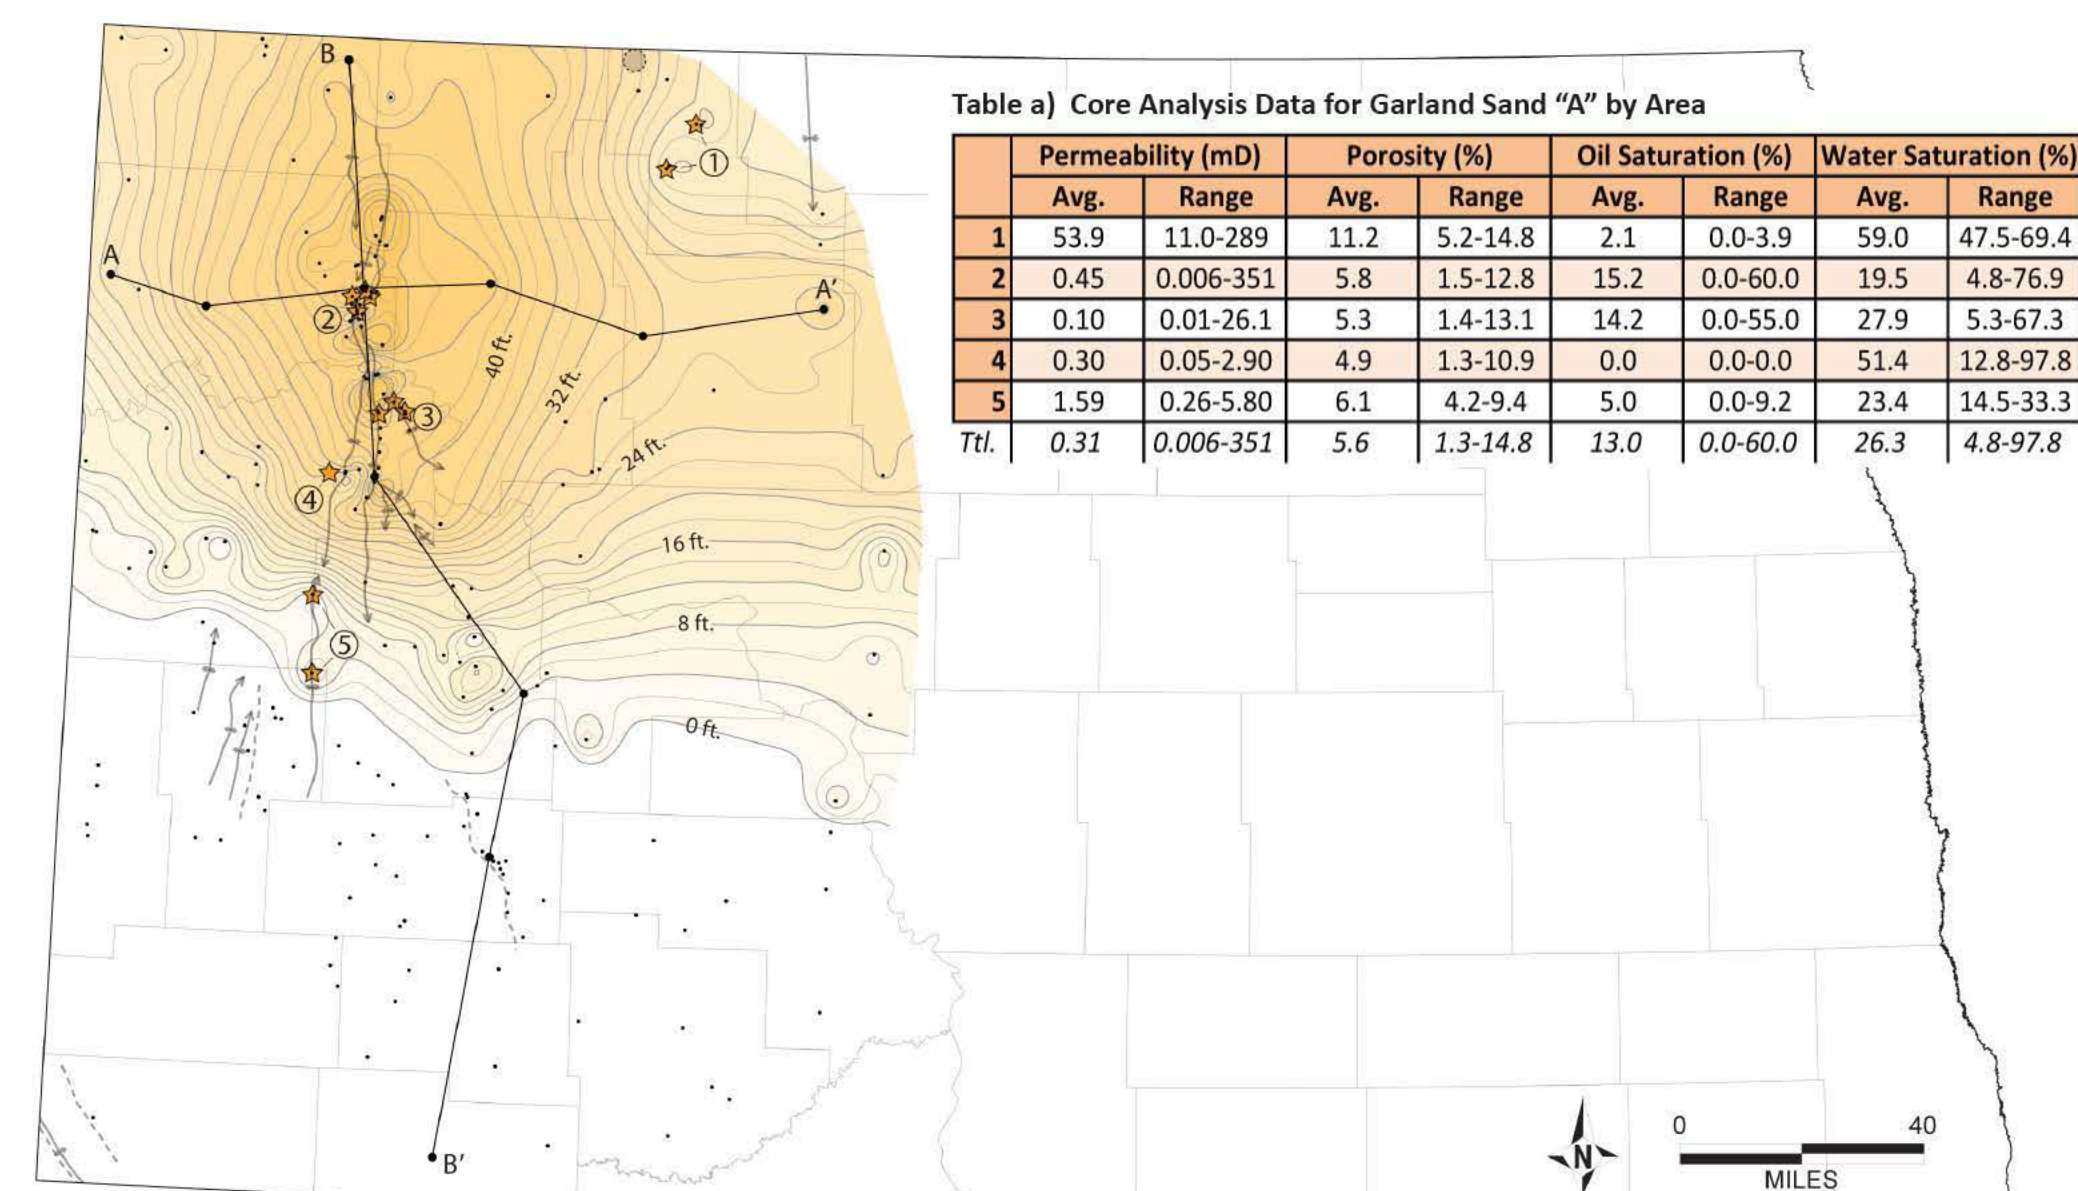 B
Table a) Core Analysis Data for Garland Sand “A” by Area
Permeability (mD) Porosity (%) Oil Saturation (%) Water Saturation (%)
Avg. Range Avg. Range Avg. Range Avg. Range
1 53.9 11.0-289 11.2 5.2-14.8 2.1 0.0-3.9 59.0 47.5-69.4
2 0.45 0.006-351 5.8 1.5-12.8 15.2 0.0-60.0 19.5 4.8-76.9
3 0.10 0.01-26.1 5.3 1.4-13.1 14.2 0.0-55.0 27.9 5.3-67.3
4 0.30 0.05-2.90 4.9 1.3-10.9 0.0 0.0-0.0 51.4 12.8-97.8
5 1.59 0.26-5.80 6.1 4.2-9.4 5.0 0.0-9.2 23.4 14.5-33.3
Ttl. 0.31 0.006-351 5.6 1.3-14.8 13.0 0.0-60.0 26.3 4.8-97.8
①
A
A′
②
40 ft.
32 ft.
③
24 ft.
④
16 ft.
8 ft.
⑤
0 ft.
B′
N
0 40
MILES